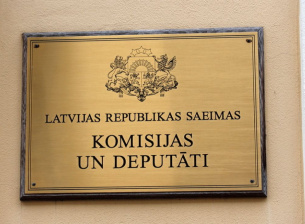 LATVIJAS REPUBLIKAS SAEIMAS
KOMISIJAS
UN DEPUTĀTI